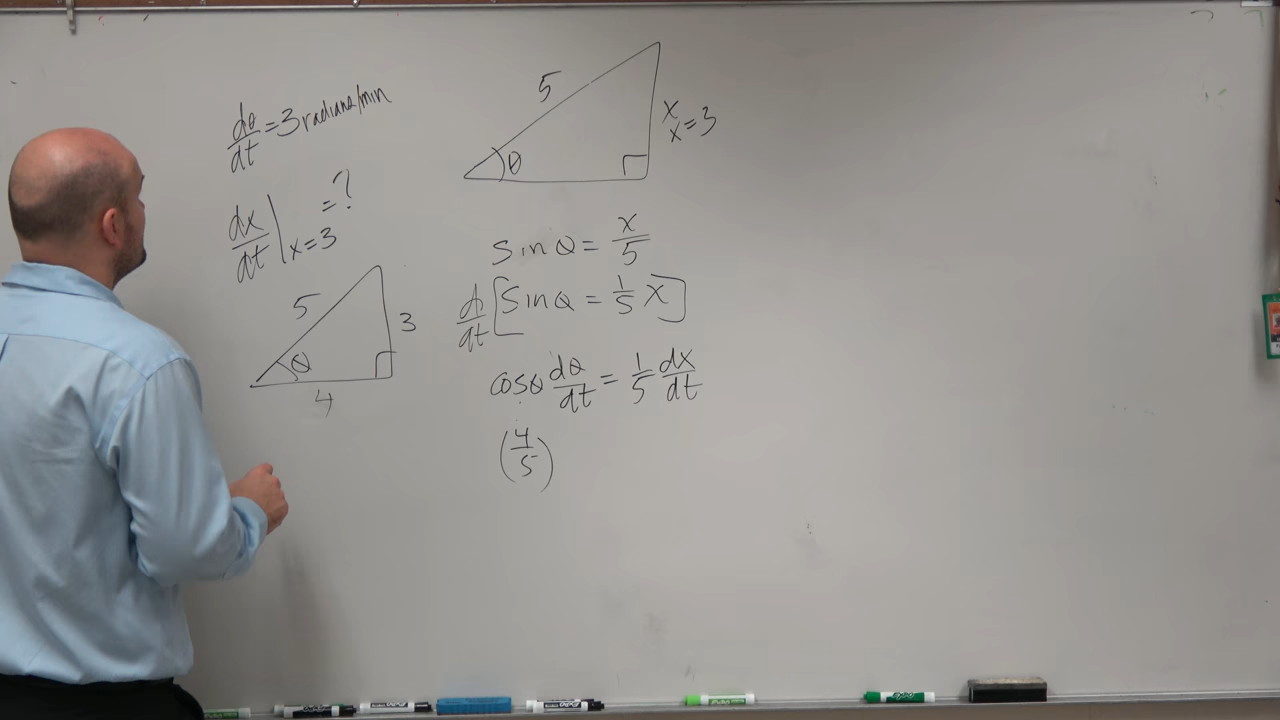 dθ/dt = 3 radians/min
dx/dt | x=3 = ?
5
3
θ
4
5
x
x = 3
θ
sin θ = x/5
d/dt [sin θ = 1/5 x]
cos θ dθ/dt = 1/5 dx/dt
(4/5)